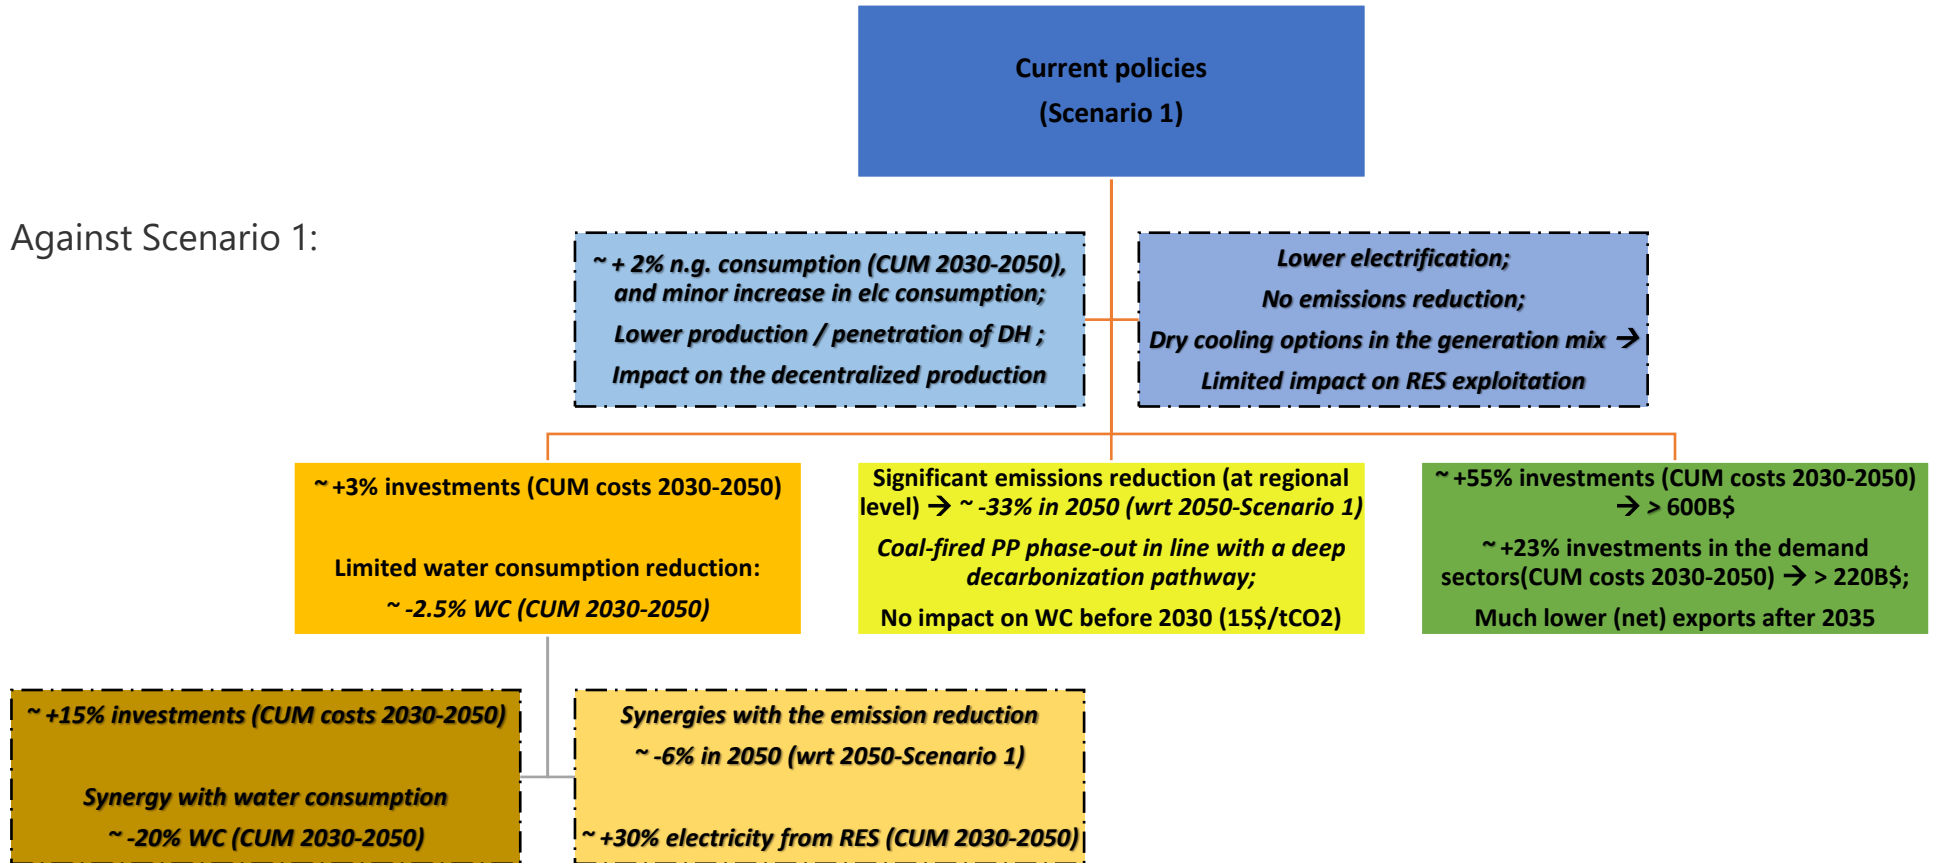 Current policies
(Scenario 1)
Against Scenario 1:
~ + 2% n.g. consumption (CUM 2030-2050),
and minor increase in elc consumption;
Lower production / penetration of DH ;
Impact on the decentralized production
Lower electrification;
No emissions reduction;
Dry cooling options in the generation mix →
Limited impact on RES exploitation
~ +3% investments (CUM costs 2030-2050)
Limited water consumption reduction:
~ -2.5% WC (CUM 2030-2050)
Significant emissions reduction (at regional
level) → ~ -33% in 2050 (wrt 2050-Scenario 1)
Coal-fired PP phase-out in line with a deep
decarbonization pathway;
No impact on WC before 2030 (15$/tCO2)
~ +55% investments (CUM costs 2030-2050)
→ > 600B$
~ +23% investments in the demand
sectors(CUM costs 2030-2050) → > 220B$;
Much lower (net) exports after 2035
~ +15% investments (CUM costs 2030-2050)
Synergy with water consumption
~ -20% WC (CUM 2030-2050)
Synergies with the emission reduction
~ -6% in 2050 (wrt 2050-Scenario 1)
~ +30% electricity from RES (CUM 2030-2050)